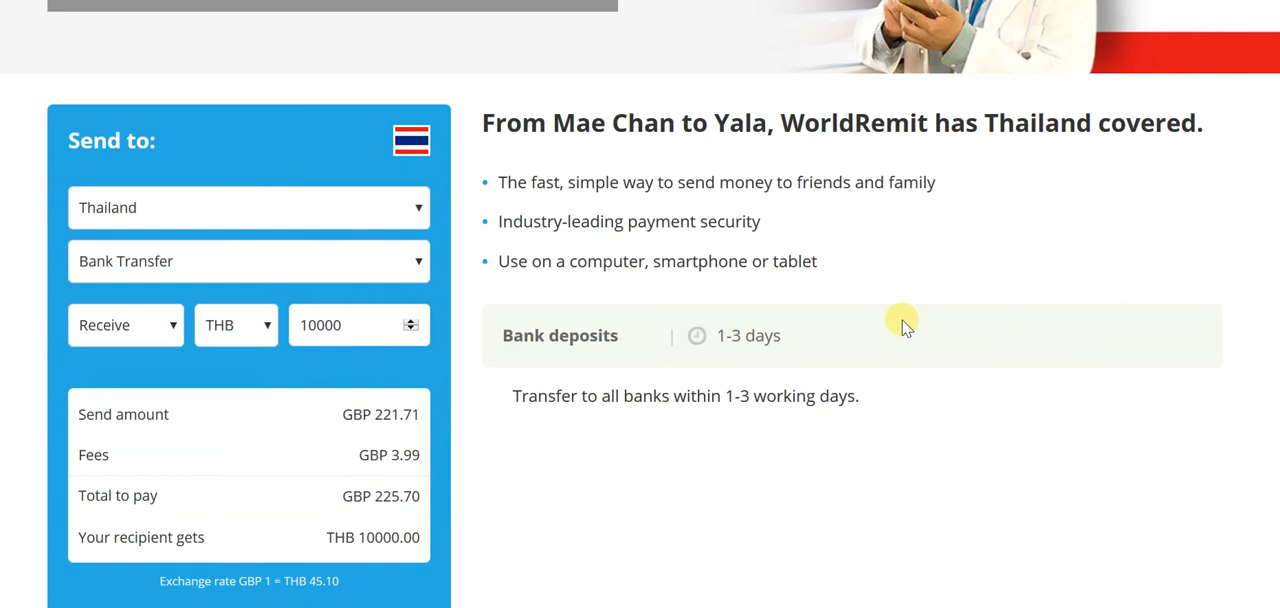 Send to:
Thailand
Bank Transfer
Receive THB 10000
Send amount GBP 221.71
Fees GBP 3.99
Total to pay GBP 225.70
Your recipient gets THB 10000.00
Exchange rate GBP 1 = THB 45.10
From Mae Chan to Yala, WorldRemit has Thailand covered.
• The fast, simple way to send money to friends and family
• Industry-leading payment security
• Use on a computer, smartphone or tablet
Bank deposits | 1-3 days
Transfer to all banks within 1-3 working days.